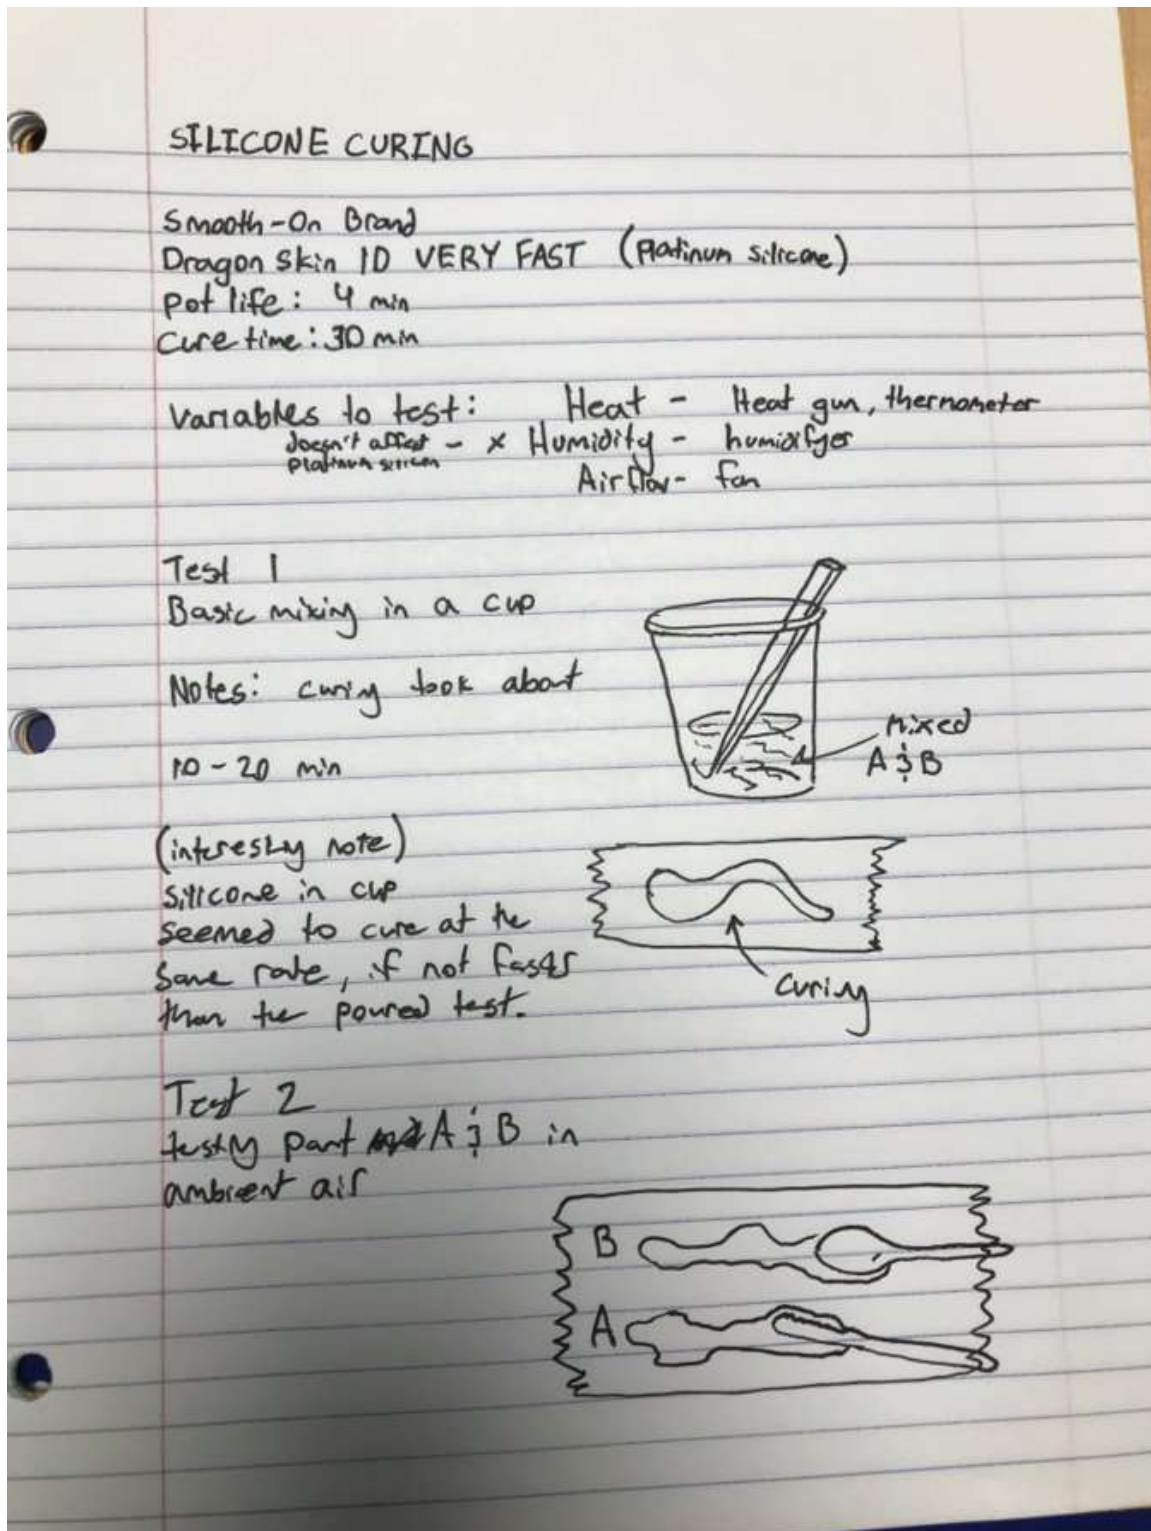 SILICONE CURING
Smooth-On Brand
Dragon Skin 10 VERY FAST (Platinum silicone)
pot life: 4 min
Cure time: 30 min
Variables to test: Heat - Heat gun, thermometer
doesn't affect platinum silicon - x Humidity - humidifyer
Airflow - fan
Test 1
Basic mixing in a cup
Notes: curing took about
10-20 min
mixed
A & B
(interesting note)
silicone in cup
seemed to cure at the
same rate, if not faster
than the poured test.
curing
Test 2
testing part A & B in
ambient air
B
A